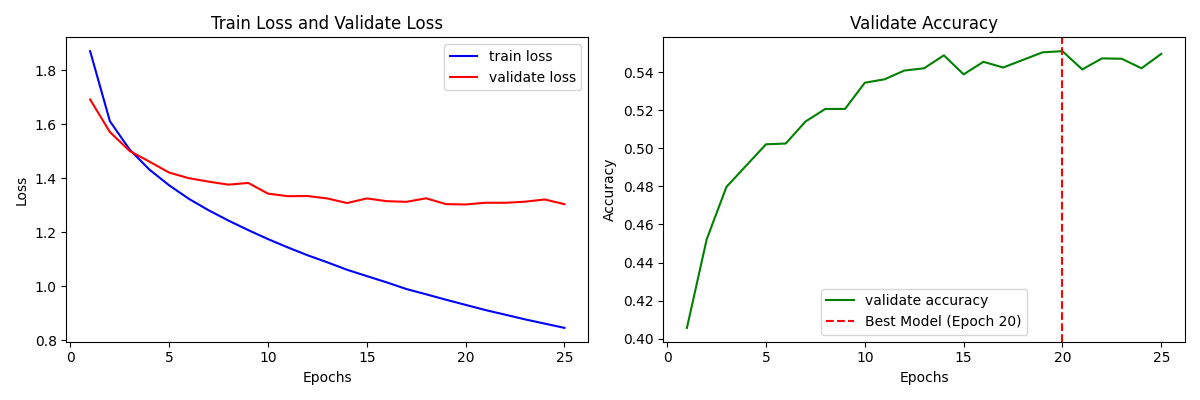 Train Loss and Validate Loss
train loss
validate loss
1.8
1.6
1.4
1.2
1.0
0.8
Loss
0 5 10 15 20 25
Epochs
Validate Accuracy
0.54
0.52
0.50
0.48
0.46
0.44
0.42
0.40
Accuracy
validate accuracy
Best Model (Epoch 20)
0 5 10 15 20 25
Epochs